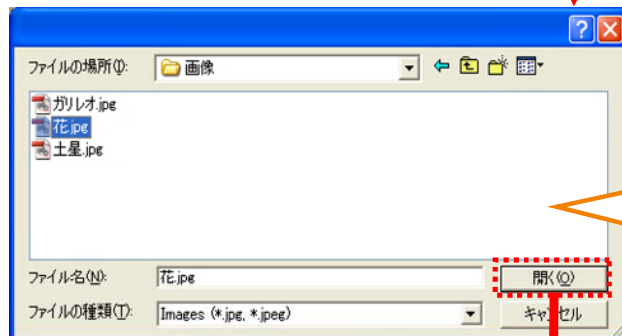 ファイルの場所(I):
画像
ガリレオ.jpg
花.jpg
土星.jpg
ファイル名(N):
花.jpg
開く(O)
ファイルの種類(T):
Images (*.jpg, *.jpeg)
キャンセル